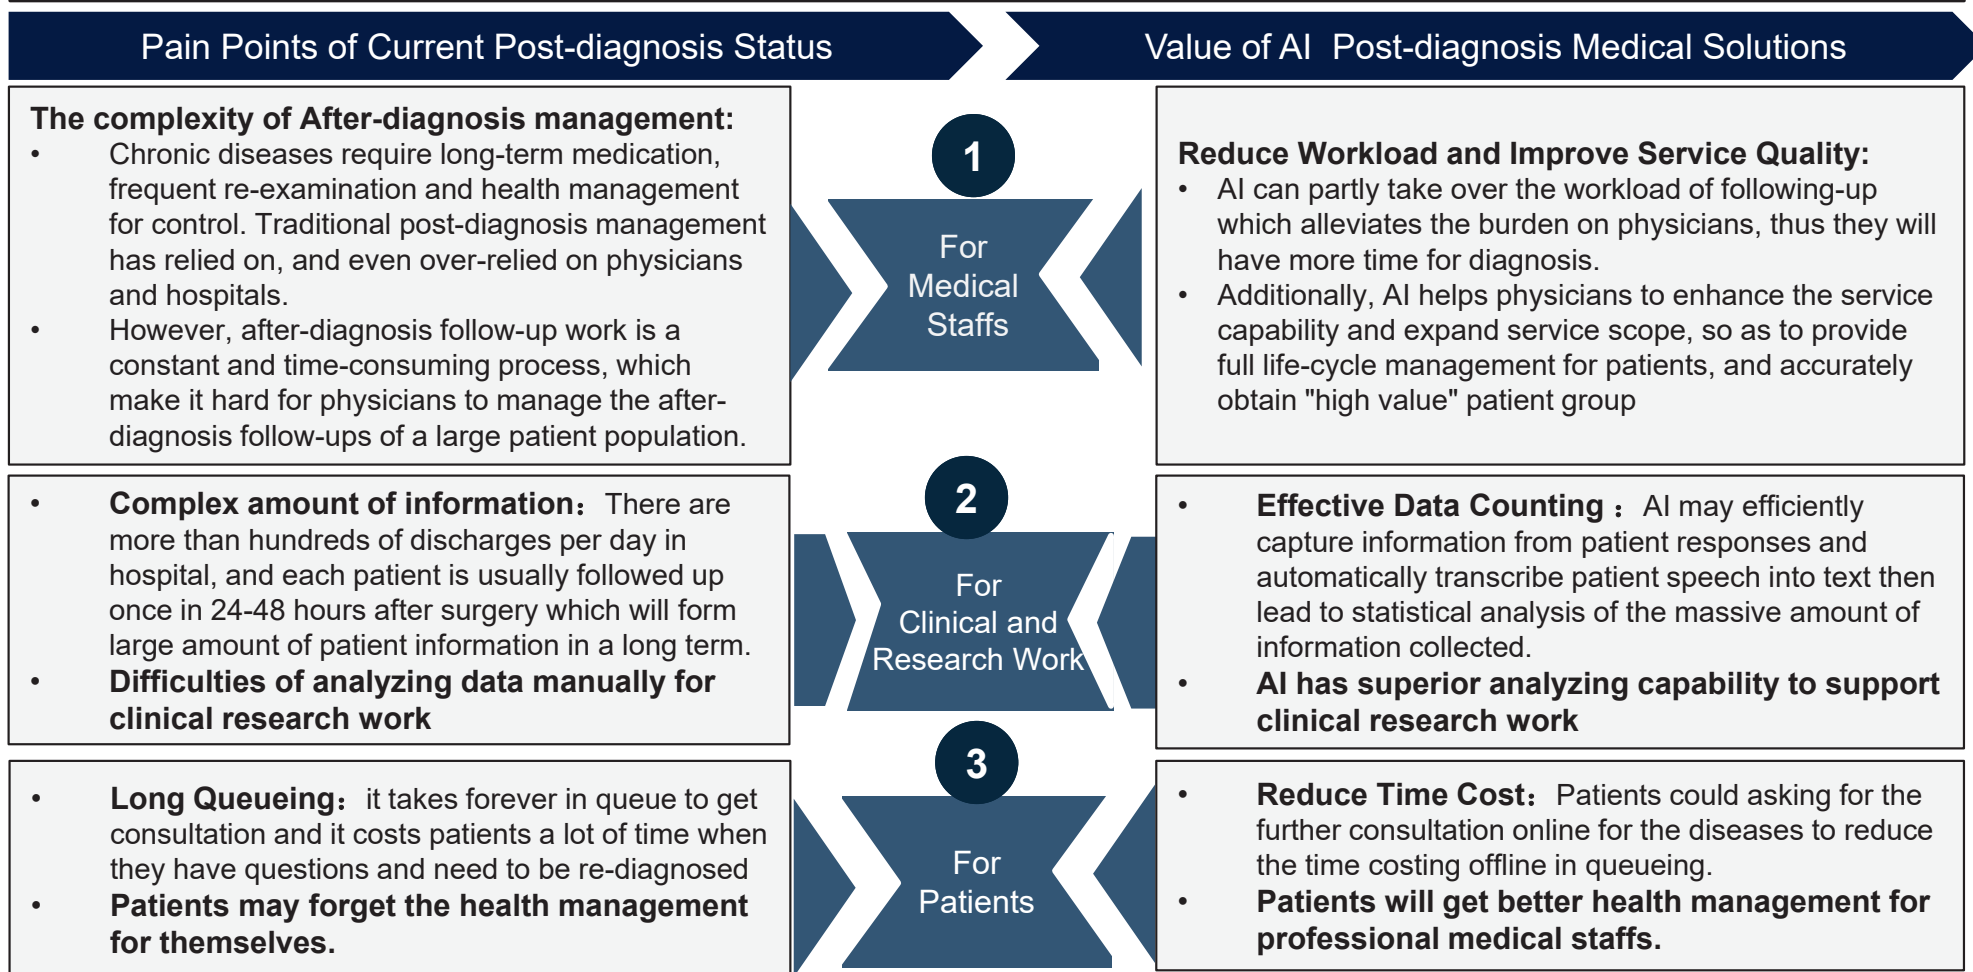 Pain Points of Current Post-diagnosis Status
Value of AI  Post-diagnosis Medical Solutions
The complexity of After-diagnosis management:
• Chronic diseases require long-term medication,
frequent re-examination and health management
for control. Traditional post-diagnosis management
has relied on, and even over-relied on physicians
and hospitals.
• However, after-diagnosis follow-up work is a
constant and time-consuming process, which
make it hard for physicians to manage the after-
diagnosis follow-ups of a large patient population.
1
For
Medical
Staffs
Reduce Workload and Improve Service Quality:
• AI can partly take over the workload of following-up
which alleviates the burden on physicians, thus they will
have more time for diagnosis.
• Additionally, AI helps physicians to enhance the service
capability and expand service scope, so as to provide
full life-cycle management for patients, and accurately
obtain "high value" patient group
• Complex amount of information：There are
more than hundreds of discharges per day in
hospital, and each patient is usually followed up
once in 24-48 hours after surgery which will form
large amount of patient information in a long term.
• Difficulties of analyzing data manually for
clinical research work
2
For
Clinical and
Research Work
• Effective Data Counting ：AI may efficiently
capture information from patient responses and
automatically transcribe patient speech into text then
lead to statistical analysis of the massive amount of
information collected.
• AI has superior analyzing capability to support
clinical research work
• Long Queueing：it takes forever in queue to get
consultation and it costs patients a lot of time when
they have questions and need to be re-diagnosed
• Patients may forget the health management
for themselves.
3
For
Patients
• Reduce Time Cost：Patients could asking for the
further consultation online for the diseases to reduce
the time costing offline in queueing.
• Patients will get better health management for
professional medical staffs.